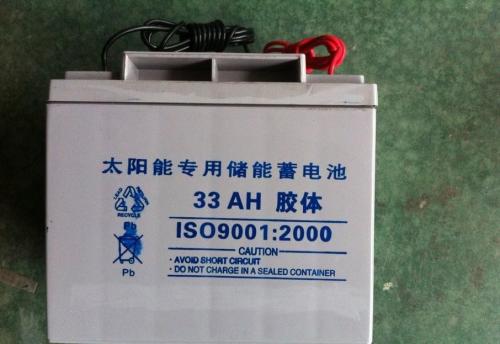 太阳能专用储能蓄电池
33 AH 胶体
ISO9001:2000
CAUTION
· AVOID SHORT CIRCUIT
· DO NOT CHARGE IN A SEALED CONTAINER
LEAD
RECYCLE
Pb